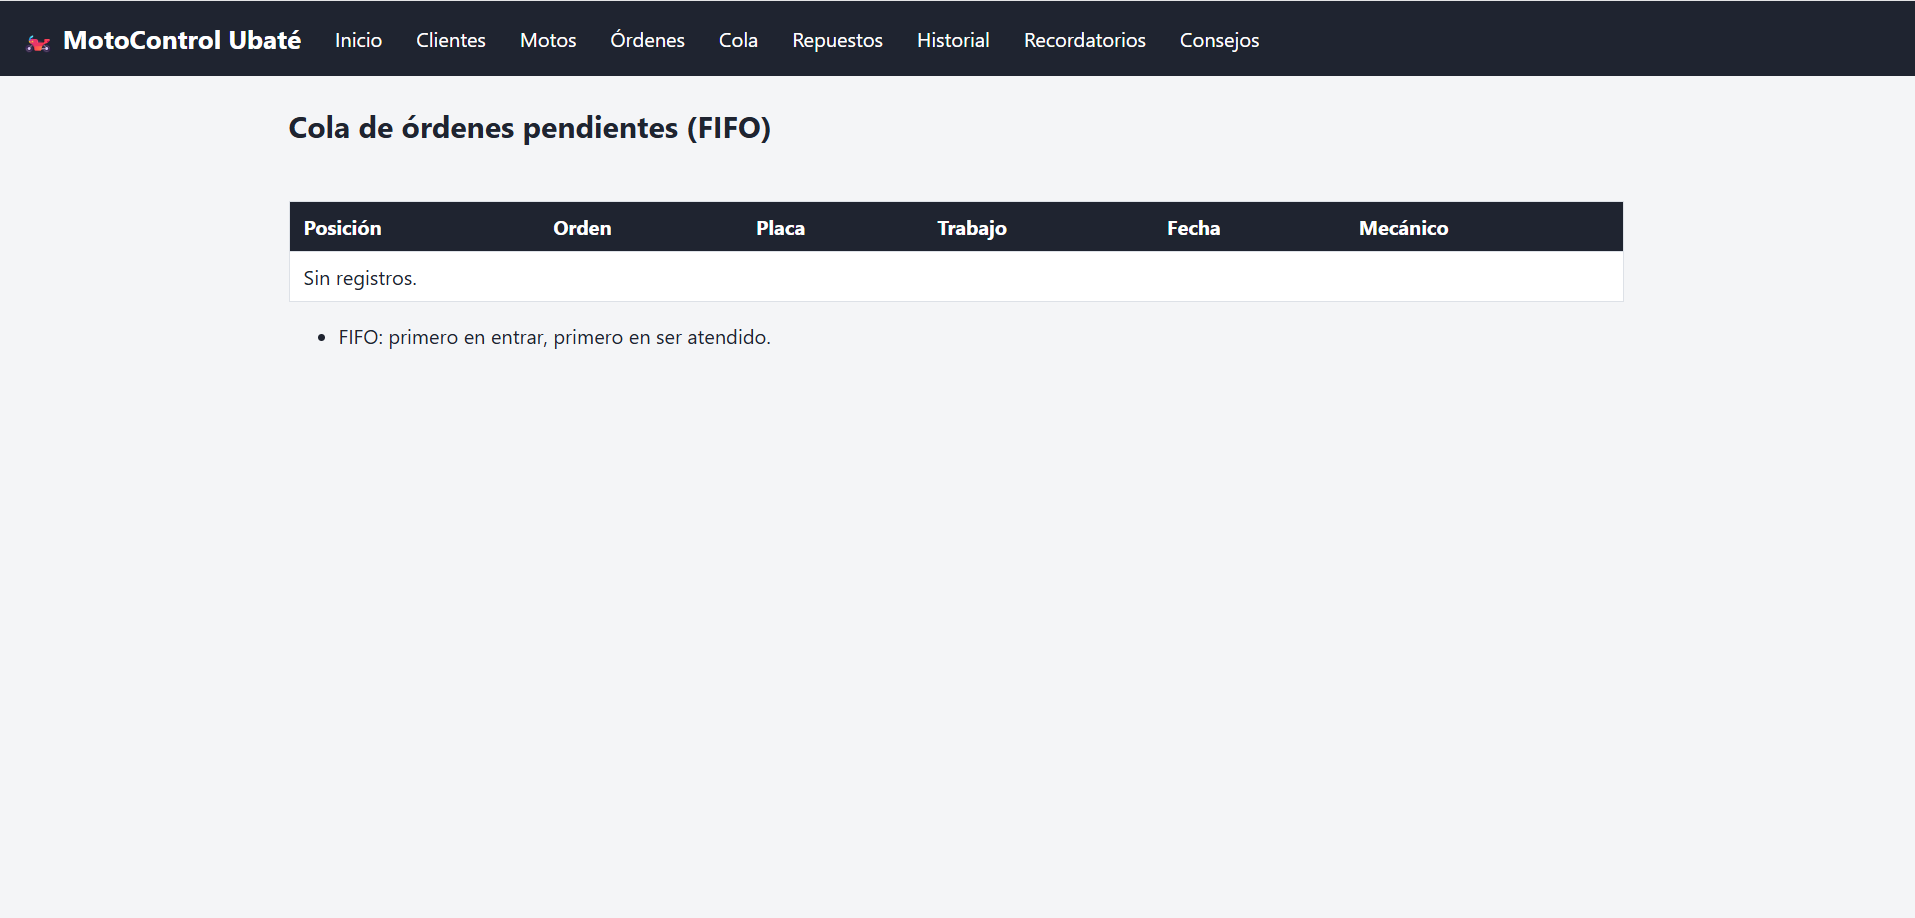 MotoControl Ubaté Inicio Clientes Motos Órdenes Cola Repuestos Historial Recordatorios Consejos
Cola de órdenes pendientes (FIFO)
Posición Orden Placa Trabajo Fecha Mecánico
Sin registros.
• FIFO: primero en entrar, primero en ser atendido.